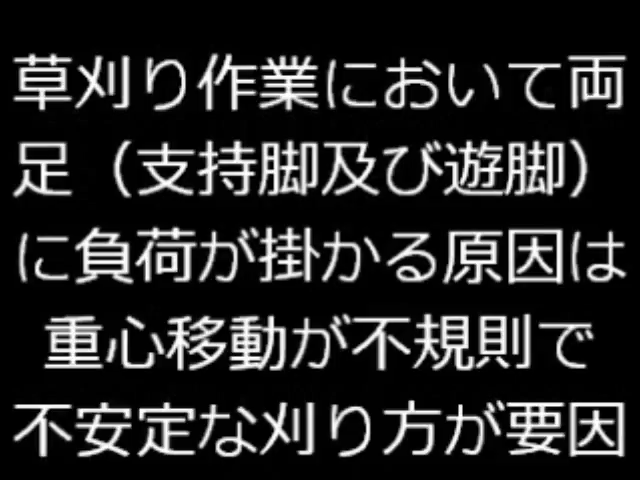 草刈り作業において両
足（支持脚及び遊脚）
に負荷が掛かる原因は
重心移動が不規則で
不安定な刈り方が要因